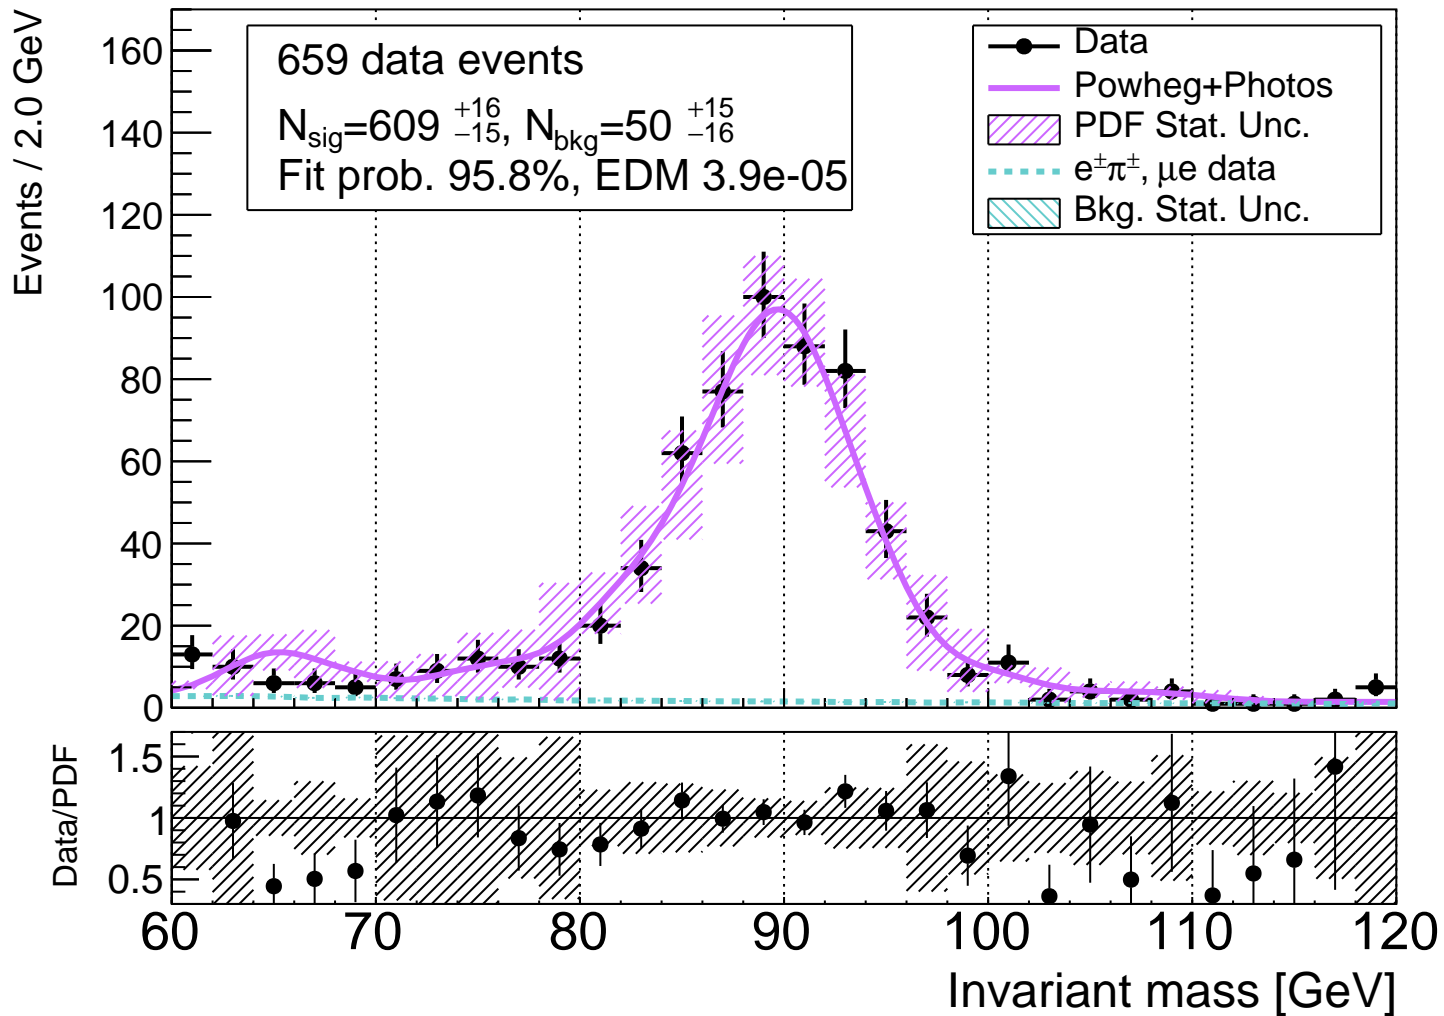 Events / 2.0 GeV
160
140
120
100
80
60
40
20
0
659 data events
N_sig=609 +16 −15, N_bkg=50 +15 −16
Fit prob. 95.8%, EDM 3.9e-05
Data
Powheg+Photos
PDF Stat. Unc.
e±π±, μe data
Bkg. Stat. Unc.
Data/PDF
1.5
1
0.5
60 70 80 90 100 110 120
Invariant mass [GeV]